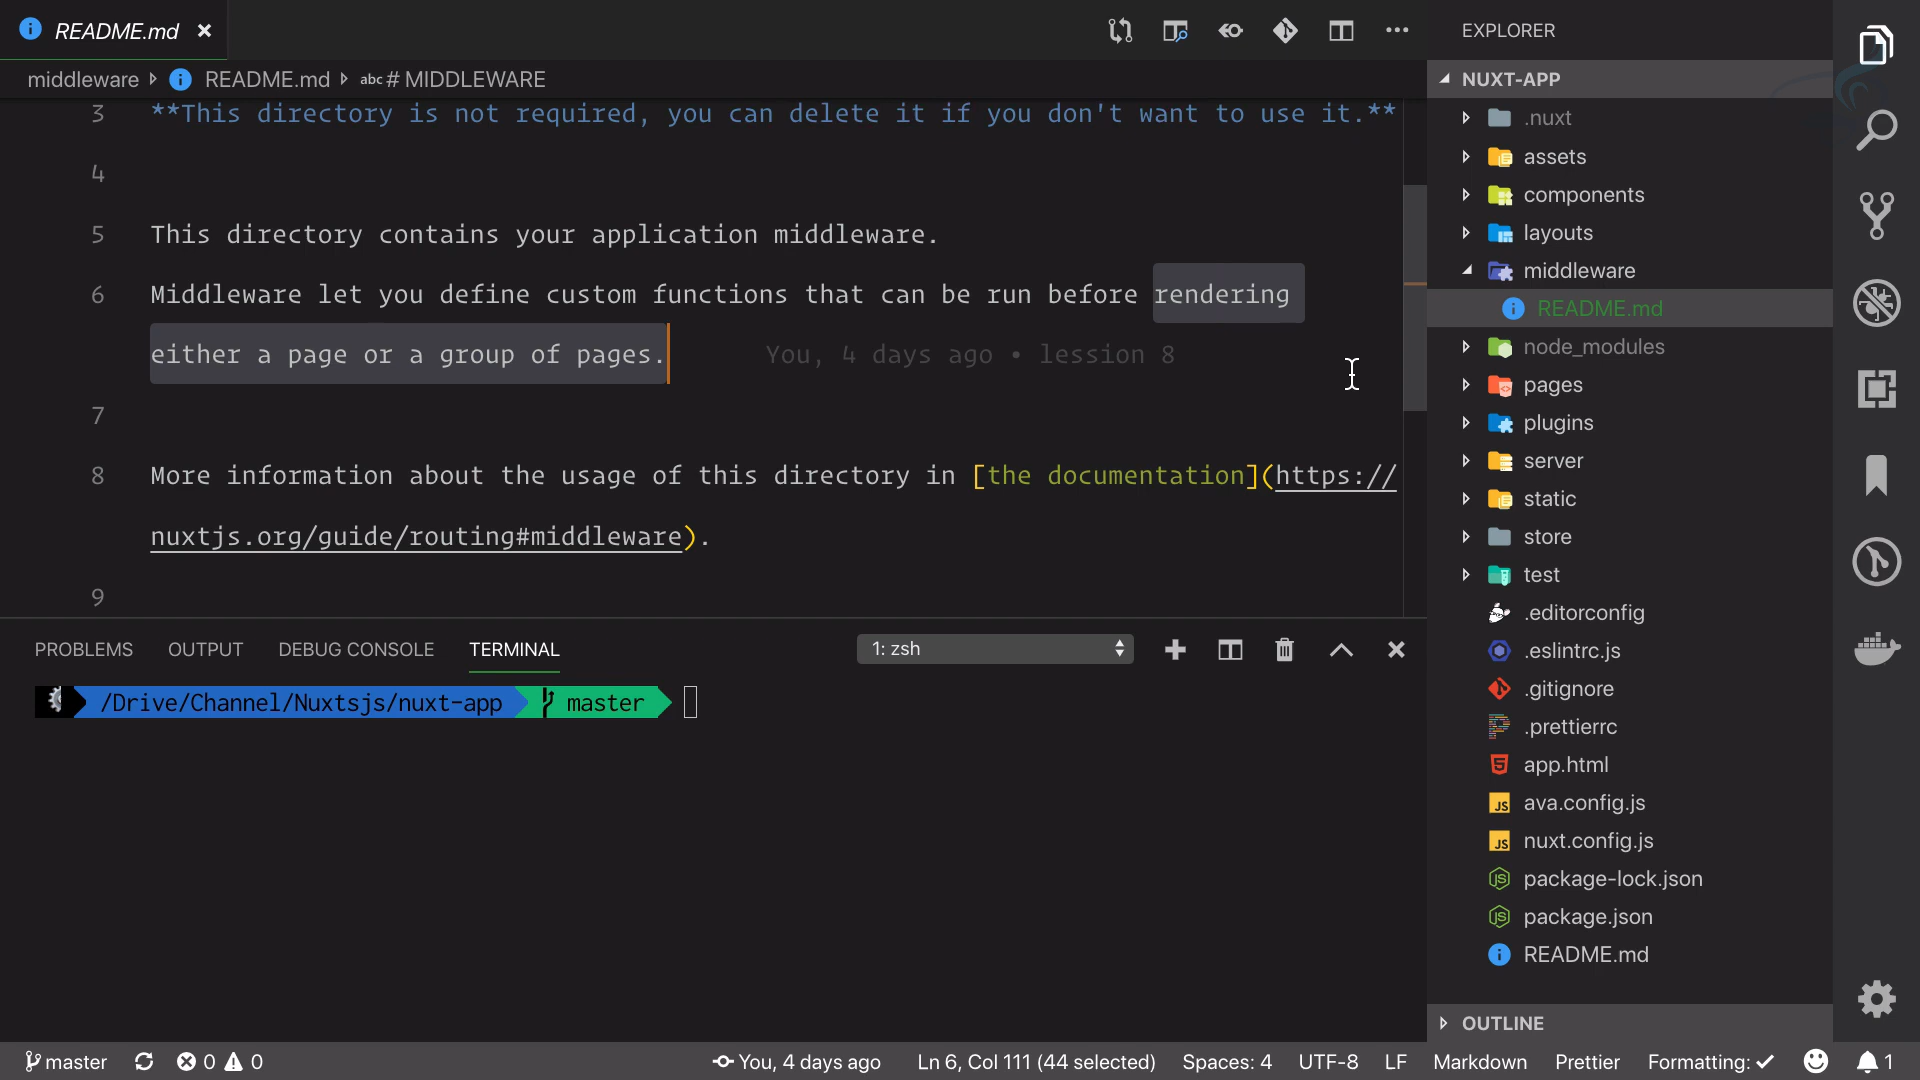 README.md
EXPLORER
middleware README.md abc # MIDDLEWARE
3 **This directory is not required, you can delete it if you don't want to use it.**
4
5 This directory contains your application middleware.
6 Middleware let you define custom functions that can be run before rendering
either a page or a group of pages. You, 4 days ago • lession 8
7
8 More information about the usage of this directory in [the documentation](https://
nuxtjs.org/guide/routing#middleware).
9
NUXT-APP
.nuxt
assets
components
layouts
middleware
README.md
node_modules
pages
plugins
server
static
store
test
.editorconfig
.eslintrc.js
.gitignore
.prettierrc
app.html
JS ava.config.js
JS nuxt.config.js
JS package-lock.json
JS package.json
README.md
OUTLINE
PROBLEMS OUTPUT DEBUG CONSOLE TERMINAL 1: zsh
/Drive/Channel/Nuxtsjs/nuxt-app master
master 0 0 You, 4 days ago Ln 6, Col 111 (44 selected) Spaces: 4 UTF-8 LF Markdown Prettier Formatting: ✓ 1